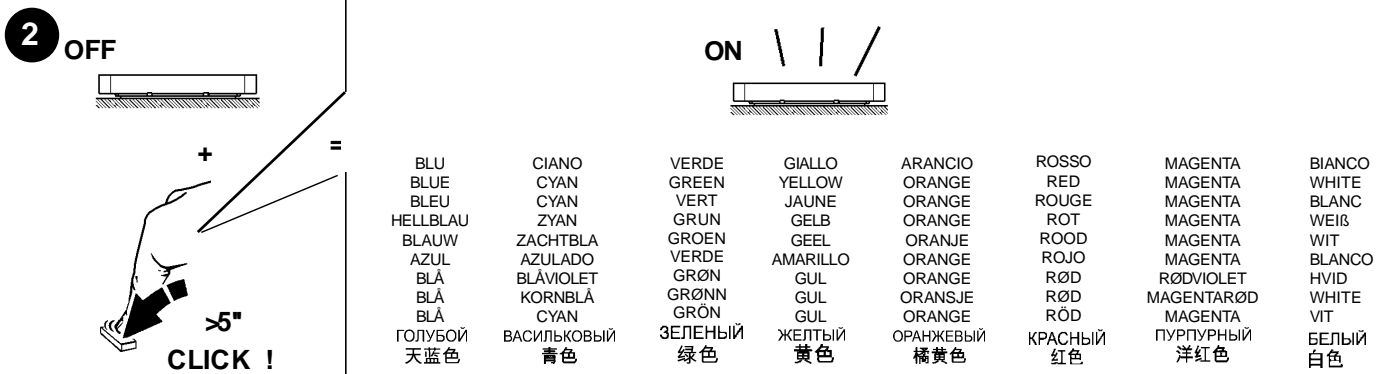 2
OFF
ON
+
=
>5"
CLICK !
BLU CIANO VERDE GIALLO ARANCIO ROSSO MAGENTA BIANCO
BLUE CYAN GREEN YELLOW ORANGE RED MAGENTA WHITE
BLEU CYAN VERT JAUNE ORANGE ROUGE MAGENTA BLANC
HELLBLAU ZYAN GRUN GELB ORANGE ROT MAGENTA WEIß
BLAUW ZACHTBLA GROEN GEEL ORANJE ROOD MAGENTA WIT
AZUL AZULADO VERDE AMARILLO ORANGE ROJO MAGENTA BLANCO
BLÅ BLÅVIOLET GRØN GUL ORANGE RØD RØDVIOLET HVID
BLÅ KORNBLÅ GRØNN GUL ORANSJE RØD MAGENTARØD WHITE
BLÅ CYAN GRÖN GUL ORANGE RÖD MAGENTA VIT
ГОЛУБОЙ ВАСИЛЬКОВЫЙ ЗЕЛЕНЫЙ ЖЕЛТЫЙ ОРАНЖЕВЫЙ КРАСНЫЙ ПУРПУРНЫЙ БЕЛЫЙ
天蓝色 青色 绿色 黄色 橘黄色 红色 洋红色 白色